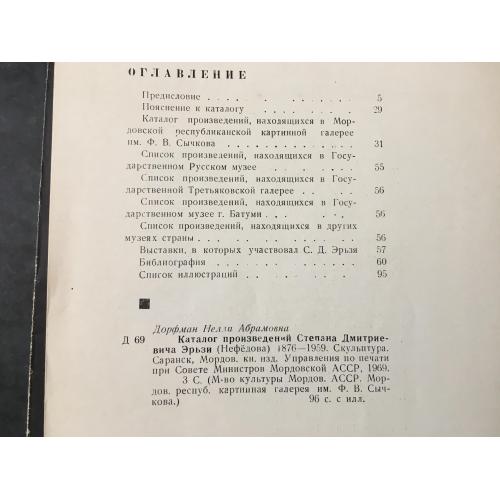 ОГЛАВЛЕНИЕ
Предисловие . . . . . . . . . . . 5
Пояснение к каталогу . . . . . . . 29
Каталог произведений, находящихся в Мор-
довской республиканской картинной галерее
им. Ф. В. Сычкова . . . . . . . . 31
Список произведений, находящихся в Госу-
дарственном Русском музее . . . . . 55
Список произведений, находящихся в Госу-
дарственной Третьяковской галерее . . 56
Список произведений, находящихся в Госу-
дарственном музее г. Батуми . . . . . 56
Список произведений, находящихся в других
музеях страны . . . . . . . . . . 56
Выставки, в которых участвовал С. Д. Эрьзя 57
Библиография . . . . . . . . . . 60
Список иллюстраций . . . . . . . . 95
Дорфман Нелли Абрамовна
Д 69 Каталог произведений Степана Дмитрие-
вича Эрьзи (Нефёдова) 1876—1959. Скульптура.
Саранск, Мордов. кн. изд. Управления по печати
при Совете Министров Мордовской АССР, 1969.
3 С. (М-во культуры Мордов. АССР. Мор-
дов. респуб. картинная галерея им. Ф. В. Сыч-
кова.) 96 с. с илл.